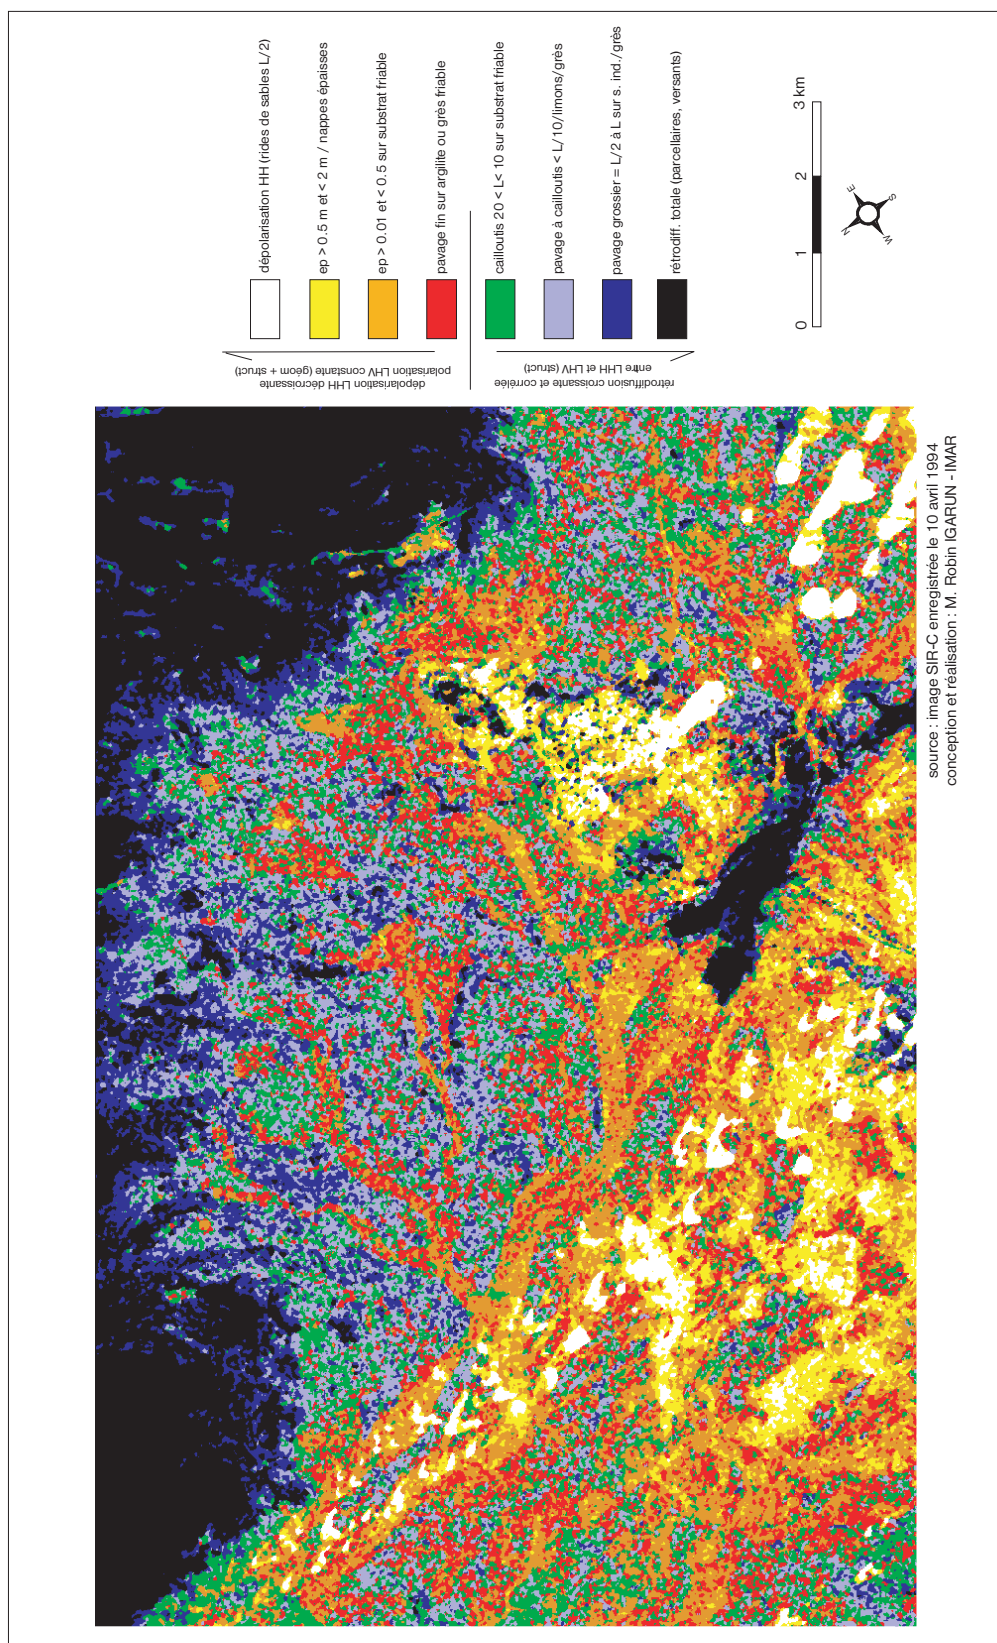 dépolarisation HH (rides de sables L/2)
ep > 0.5 m et < 2 m / nappes épaisses
ep > 0.01 et < 0.5 sur substrat friable
pavage fin sur argilite ou grès friable
cailloutis 20 < L< 10 sur substrat friable
pavage à cailloutis < L/10/limons/grès
pavage grossier = L/2 à L sur s. ind./grès
rétrodiff. totale (parcellaires, versants)
dépolarisation LHH décroissante
polarisation LHV constante (géom + struct)
rétrodiffusion croissante et corrélée
entre LHH et LHV (struct)
0 1 2 3 km
N
E
S
W
source : image SIR-C enregistrée le 10 avril 1994
conception et réalisation : M. Robin IGARUN - IMAR